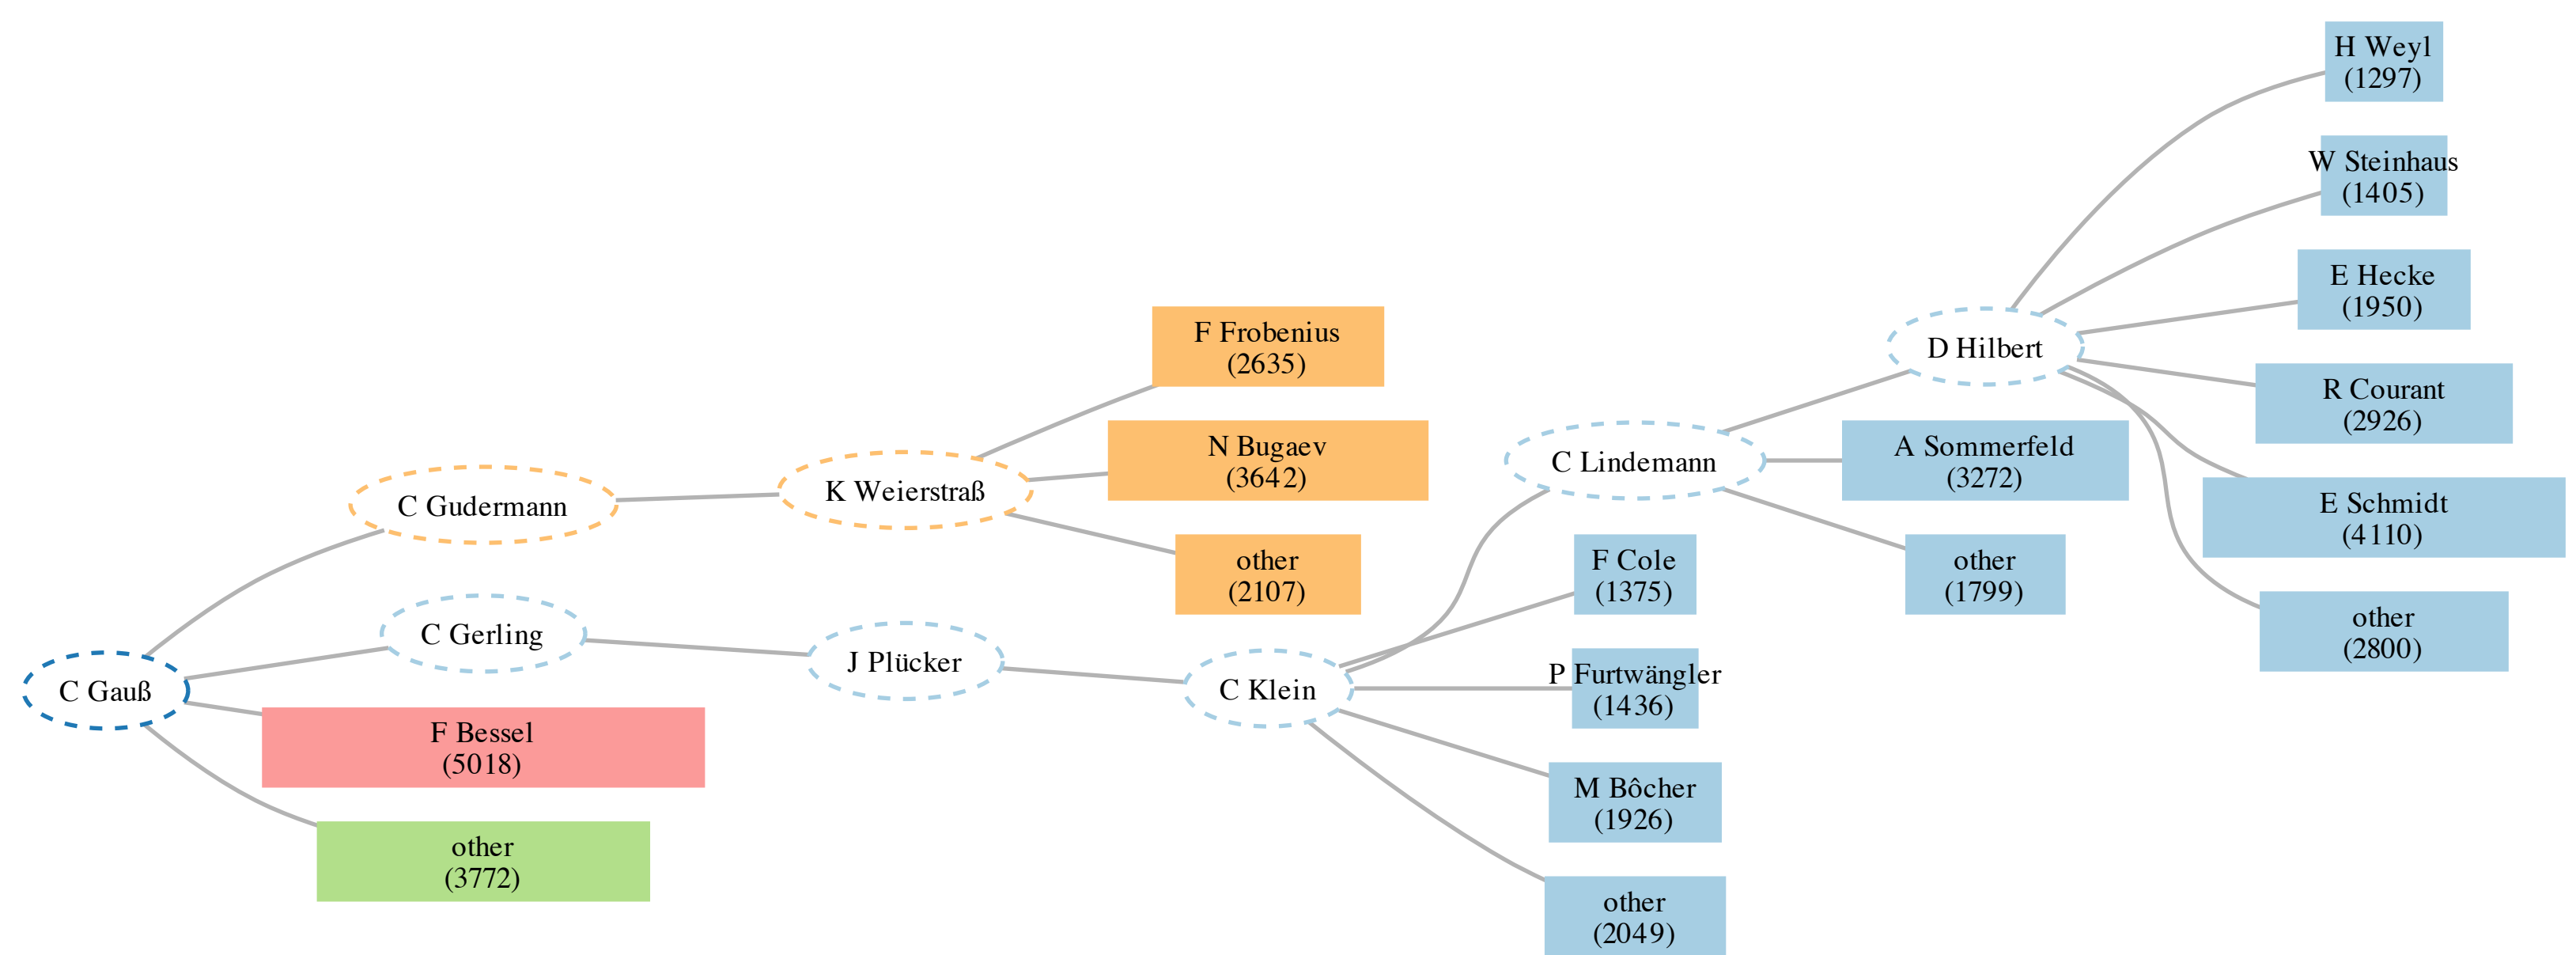 H Weyl
(1297)
W Steinhaus
(1405)
E Hecke
(1950)
F Frobenius
(2635)
D Hilbert
R Courant
(2926)
N Bugaev
(3642)
C Lindemann
A Sommerfeld
(3272)
K Weierstraß
C Gudermann
E Schmidt
(4110)
other
(2107)
F Cole
(1375)
other
(1799)
C Gerling
other
(2800)
J Plücker
C Gauß
C Klein
P Furtwängler
(1436)
F Bessel
(5018)
M Bôcher
(1926)
other
(3772)
other
(2049)